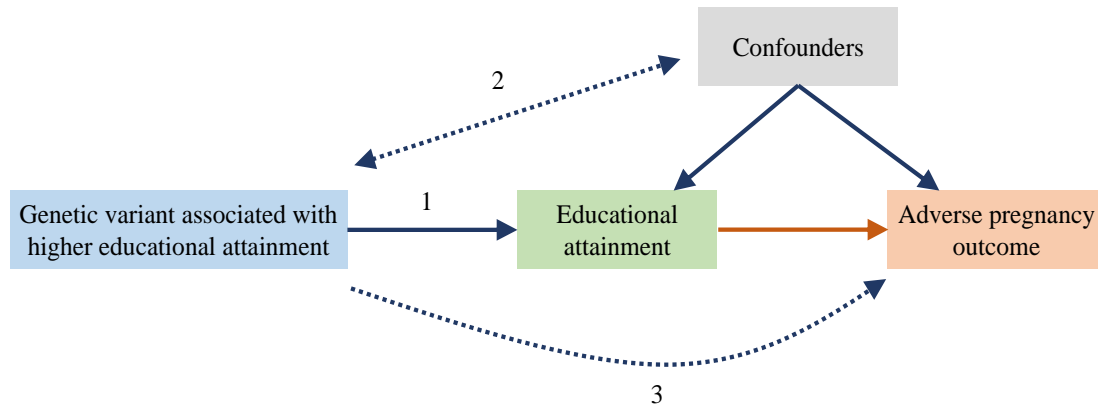 Confounders
2
1
Genetic variant associated with
higher educational attainment
Educational
attainment
Adverse pregnancy
outcome
3